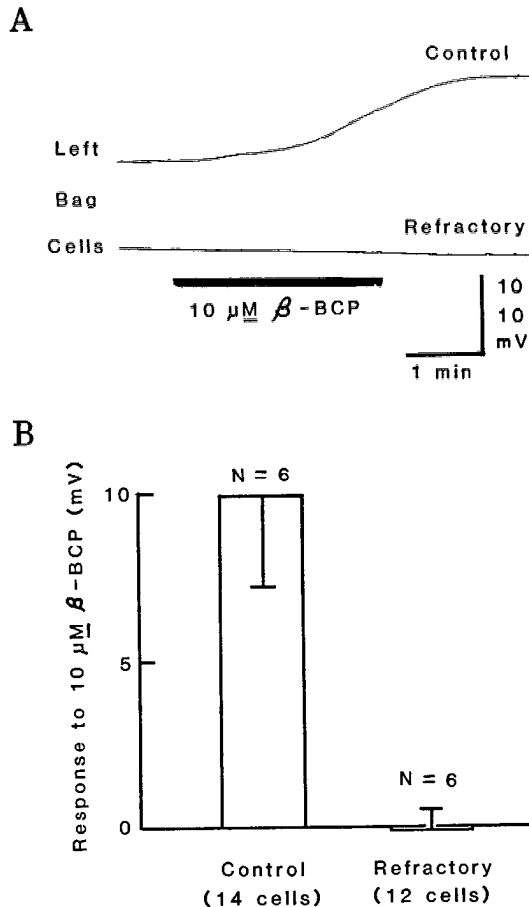 A
Control
Left
Bag
Cells
Refractory
10 µM β-BCP
10
10
mV
1 min
B
Response to 10 µM β-BCP (mV)
10
5
0
N = 6
N = 6
Control
(14 cells)
Refractory
(12 cells)